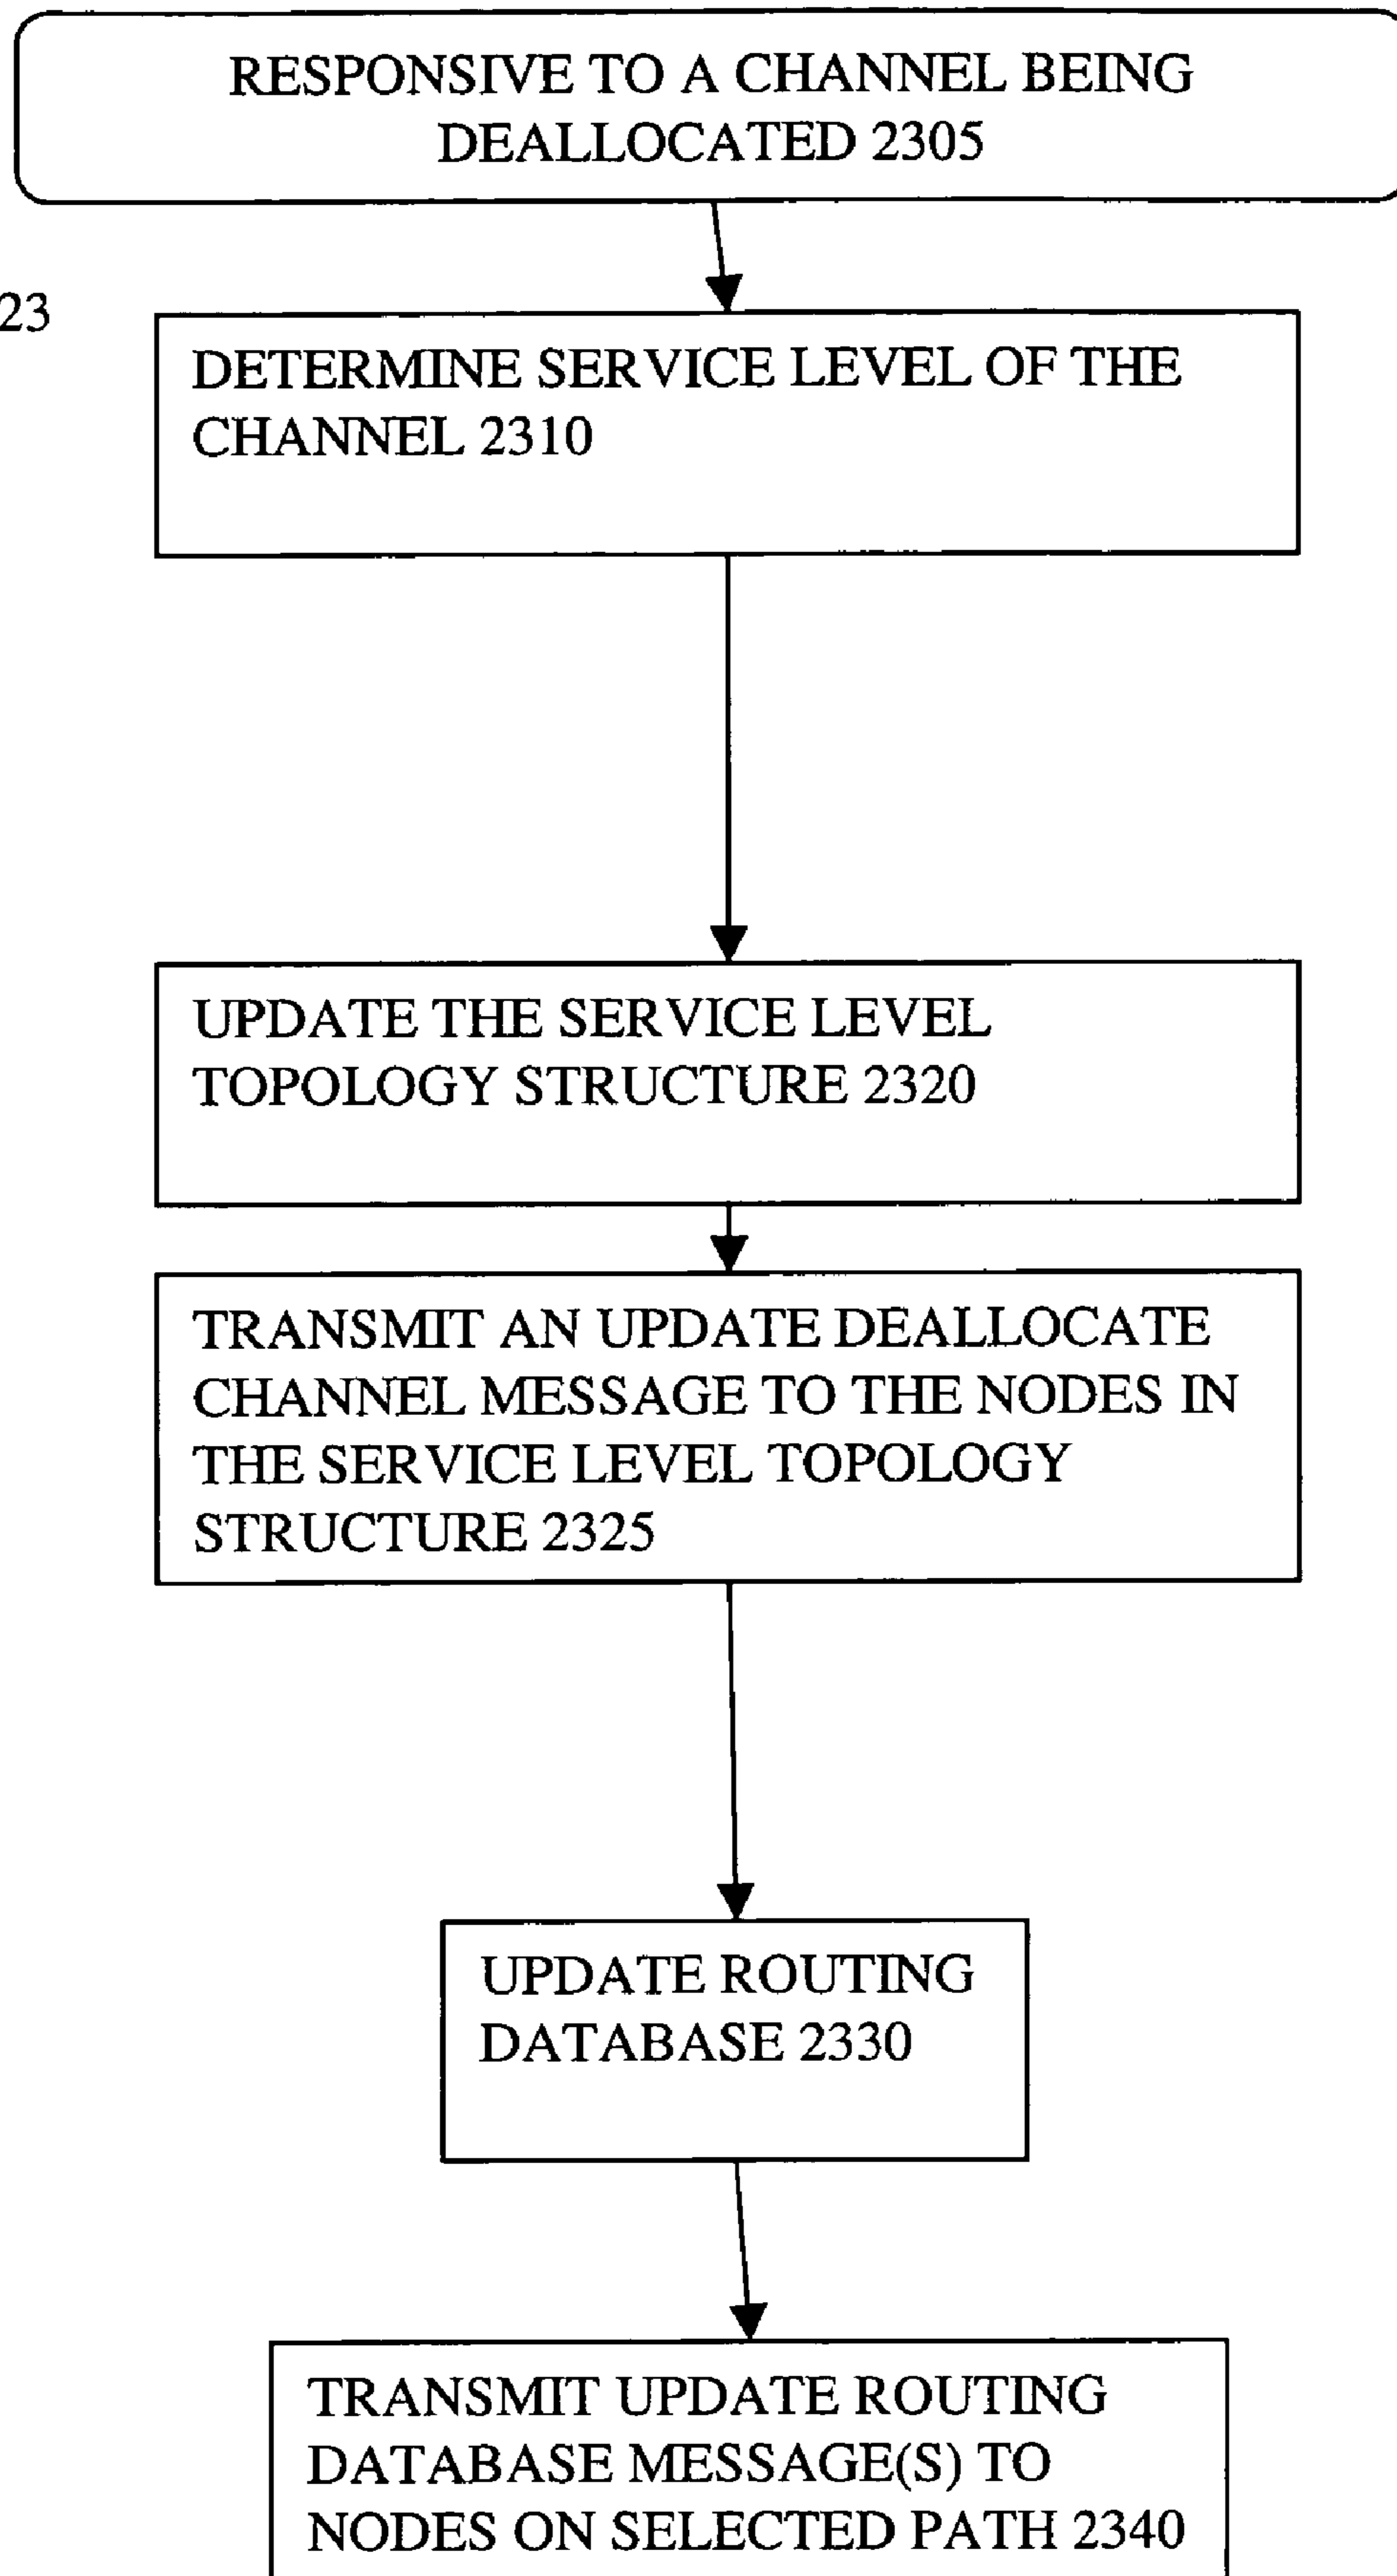 RESPONSIVE TO A CHANNEL BEING
DEALLOCATED 2305
23
DETERMINE SERVICE LEVEL OF THE
CHANNEL 2310
UPDATE THE SERVICE LEVEL
TOPOLOGY STRUCTURE 2320
TRANSMIT AN UPDATE DEALLOCATE
CHANNEL MESSAGE TO THE NODES IN
THE SERVICE LEVEL TOPOLOGY
STRUCTURE 2325
UPDATE ROUTING
DATABASE 2330
TRANSMIT UPDATE ROUTING
DATABASE MESSAGE(S) TO
NODES ON SELECTED PATH 2340